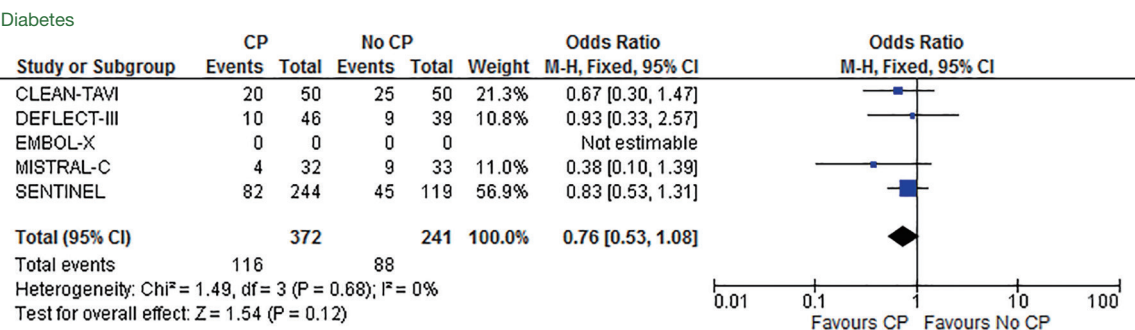 Diabetes
CP No CP Odds Ratio Odds Ratio
Study or Subgroup Events Total Events Total Weight M-H, Fixed, 95% CI M-H, Fixed, 95% CI
CLEAN-TAVI 20 50 25 50 21.3% 0.67 [0.30, 1.47]
DEFLECT-III 10 46 9 39 10.8% 0.93 [0.33, 2.57]
EMBOL-X 0 0 0 0 Not estimable
MISTRAL-C 4 32 9 33 11.0% 0.38 [0.10, 1.39]
SENTINEL 82 244 45 119 56.9% 0.83 [0.53, 1.31]
Total (95% CI) 372 241 100.0% 0.76 [0.53, 1.08]
Total events 116 88
Heterogeneity: Chi² = 1.49, df = 3 (P = 0.68); I² = 0%
Test for overall effect: Z = 1.54 (P = 0.12)
0.01 0.1 1 10 100
Favours CP Favours No CP